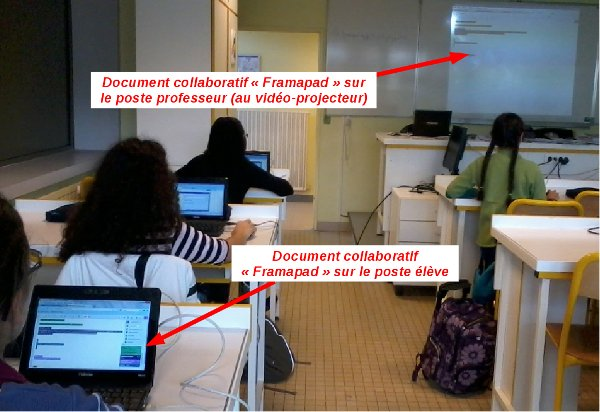 Document collaboratif « Framapad » sur
le poste professeur (au vidéo-projecteur)
Document collaboratif
« Framapad » sur le poste élève